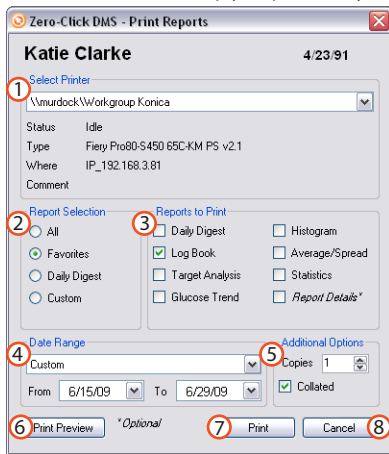 Zero-Click DMS - Print Reports
Katie Clarke 4/23/91
Select Printer
1
\\murdock\Workgroup Konica
Status Idle
Type Fiery Pro80-S450 65C-KM PS v2.1
Where IP_192.168.3.81
Comment
Report Selection Reports to Print
2 All 3 Daily Digest Histogram
Favorites Log Book Average/Spread
Daily Digest Target Analysis Statistics
Custom Glucose Trend Report Details*
Date Range Additional Options
4 Custom 5 Copies 1
From 6/15/09 To 6/29/09 Collated
6 Print Preview *Optional 7 Print Cancel 8